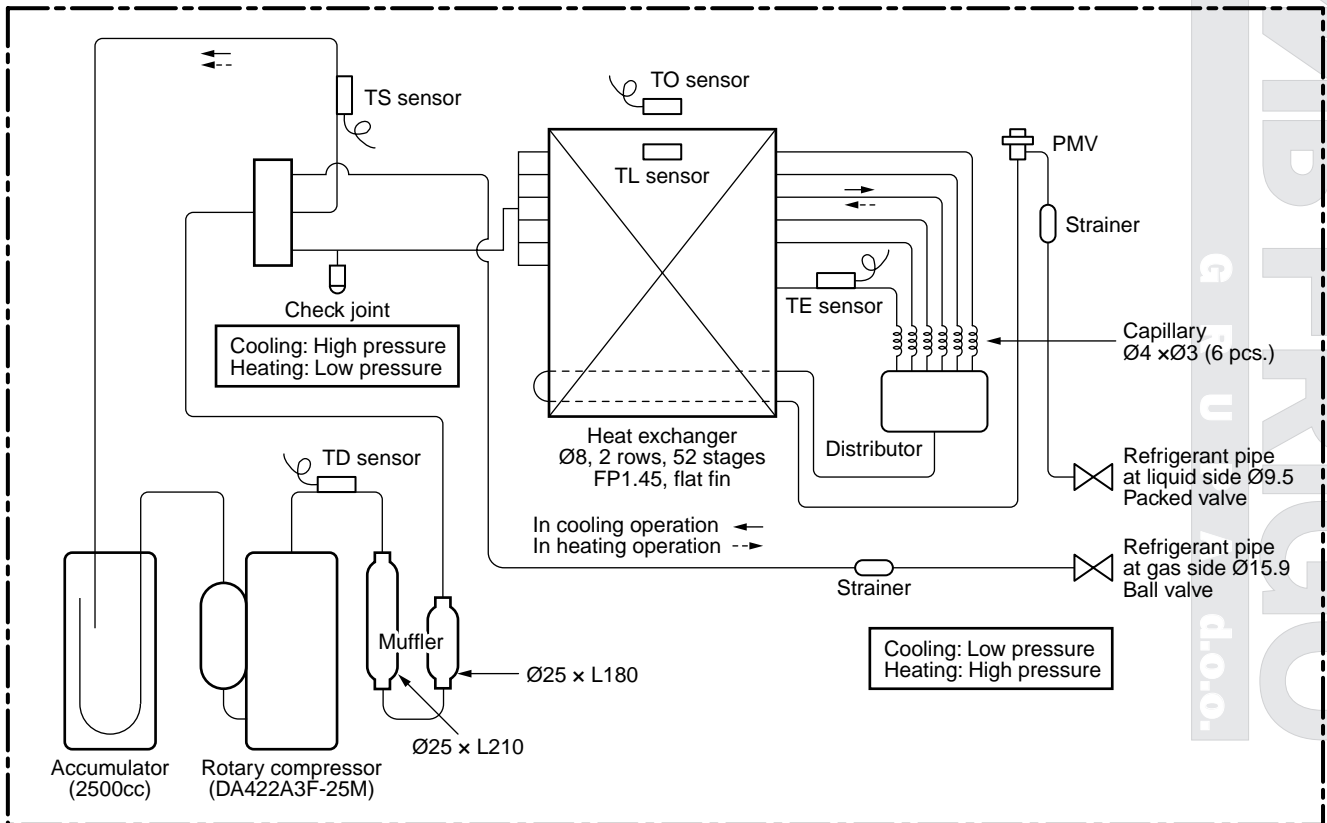 TS sensor
TO sensor
TL sensor
PMV
Strainer
TE sensor
Check joint
Cooling: High pressure
Heating: Low pressure
Capillary
Ø4 ×Ø3 (6 pcs.)
Heat exchanger
Ø8, 2 rows, 52 stages
FP1.45, flat fin
Distributor
Refrigerant pipe
at liquid side Ø9.5
Packed valve
TD sensor
In cooling operation
In heating operation
Refrigerant pipe
at gas side Ø15.9
Ball valve
Strainer
Muffler
Cooling: Low pressure
Heating: High pressure
Ø25 × L180
Ø25 × L210
Accumulator
(2500cc)
Rotary compressor
(DA422A3F-25M)
FRIGO
G R U P A d.o.o.